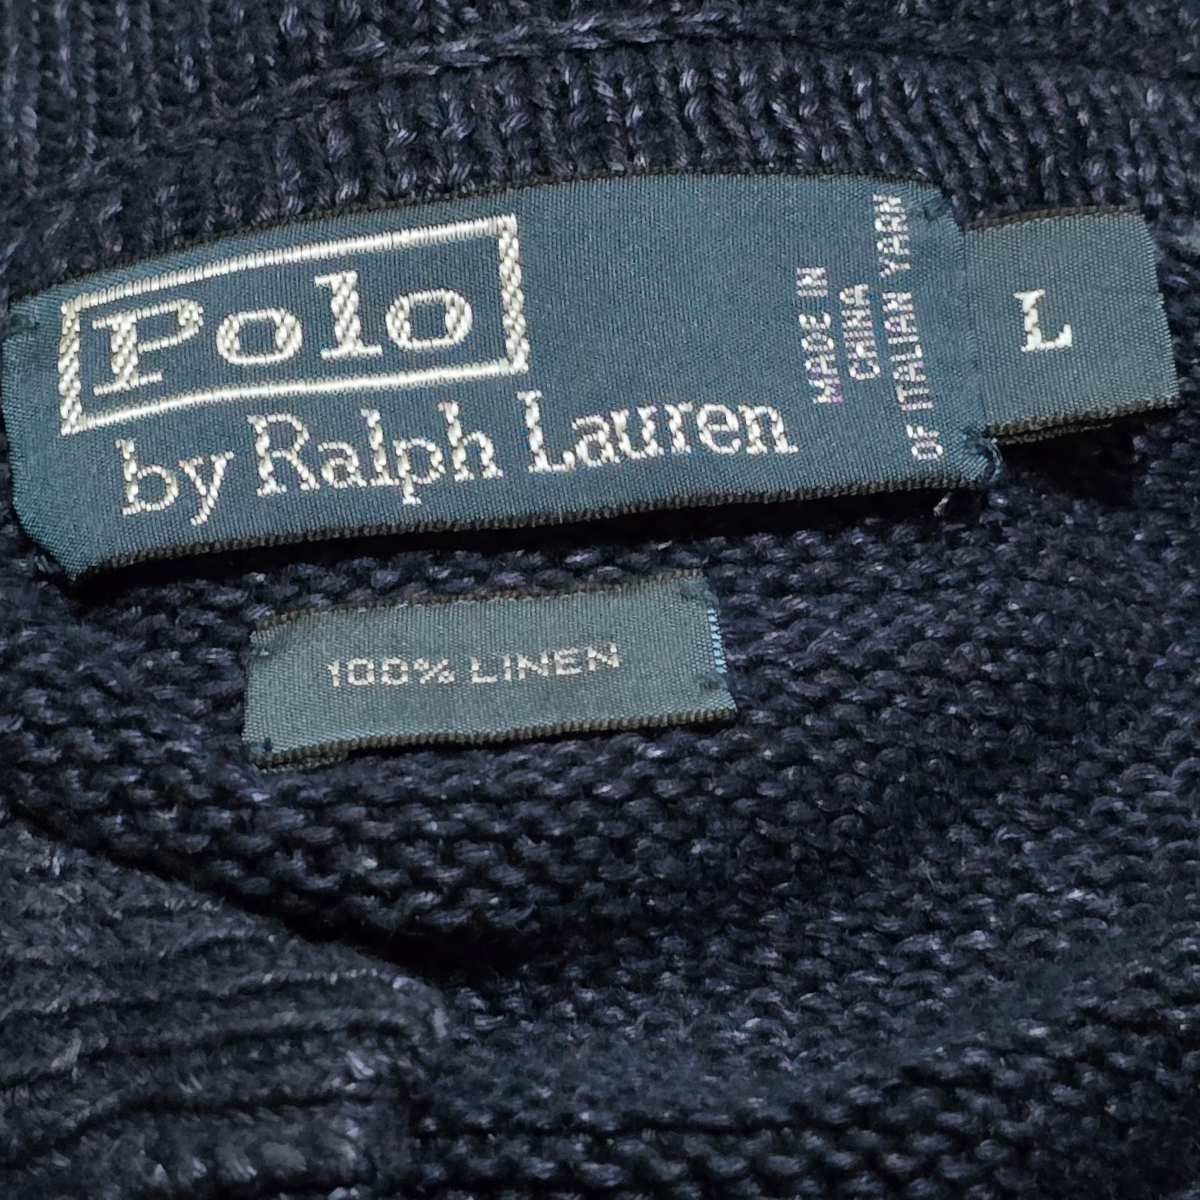 Polo
by Ralph Lauren
MADE IN
CHINA
OF ITALIAN YARN
L
100% LINEN